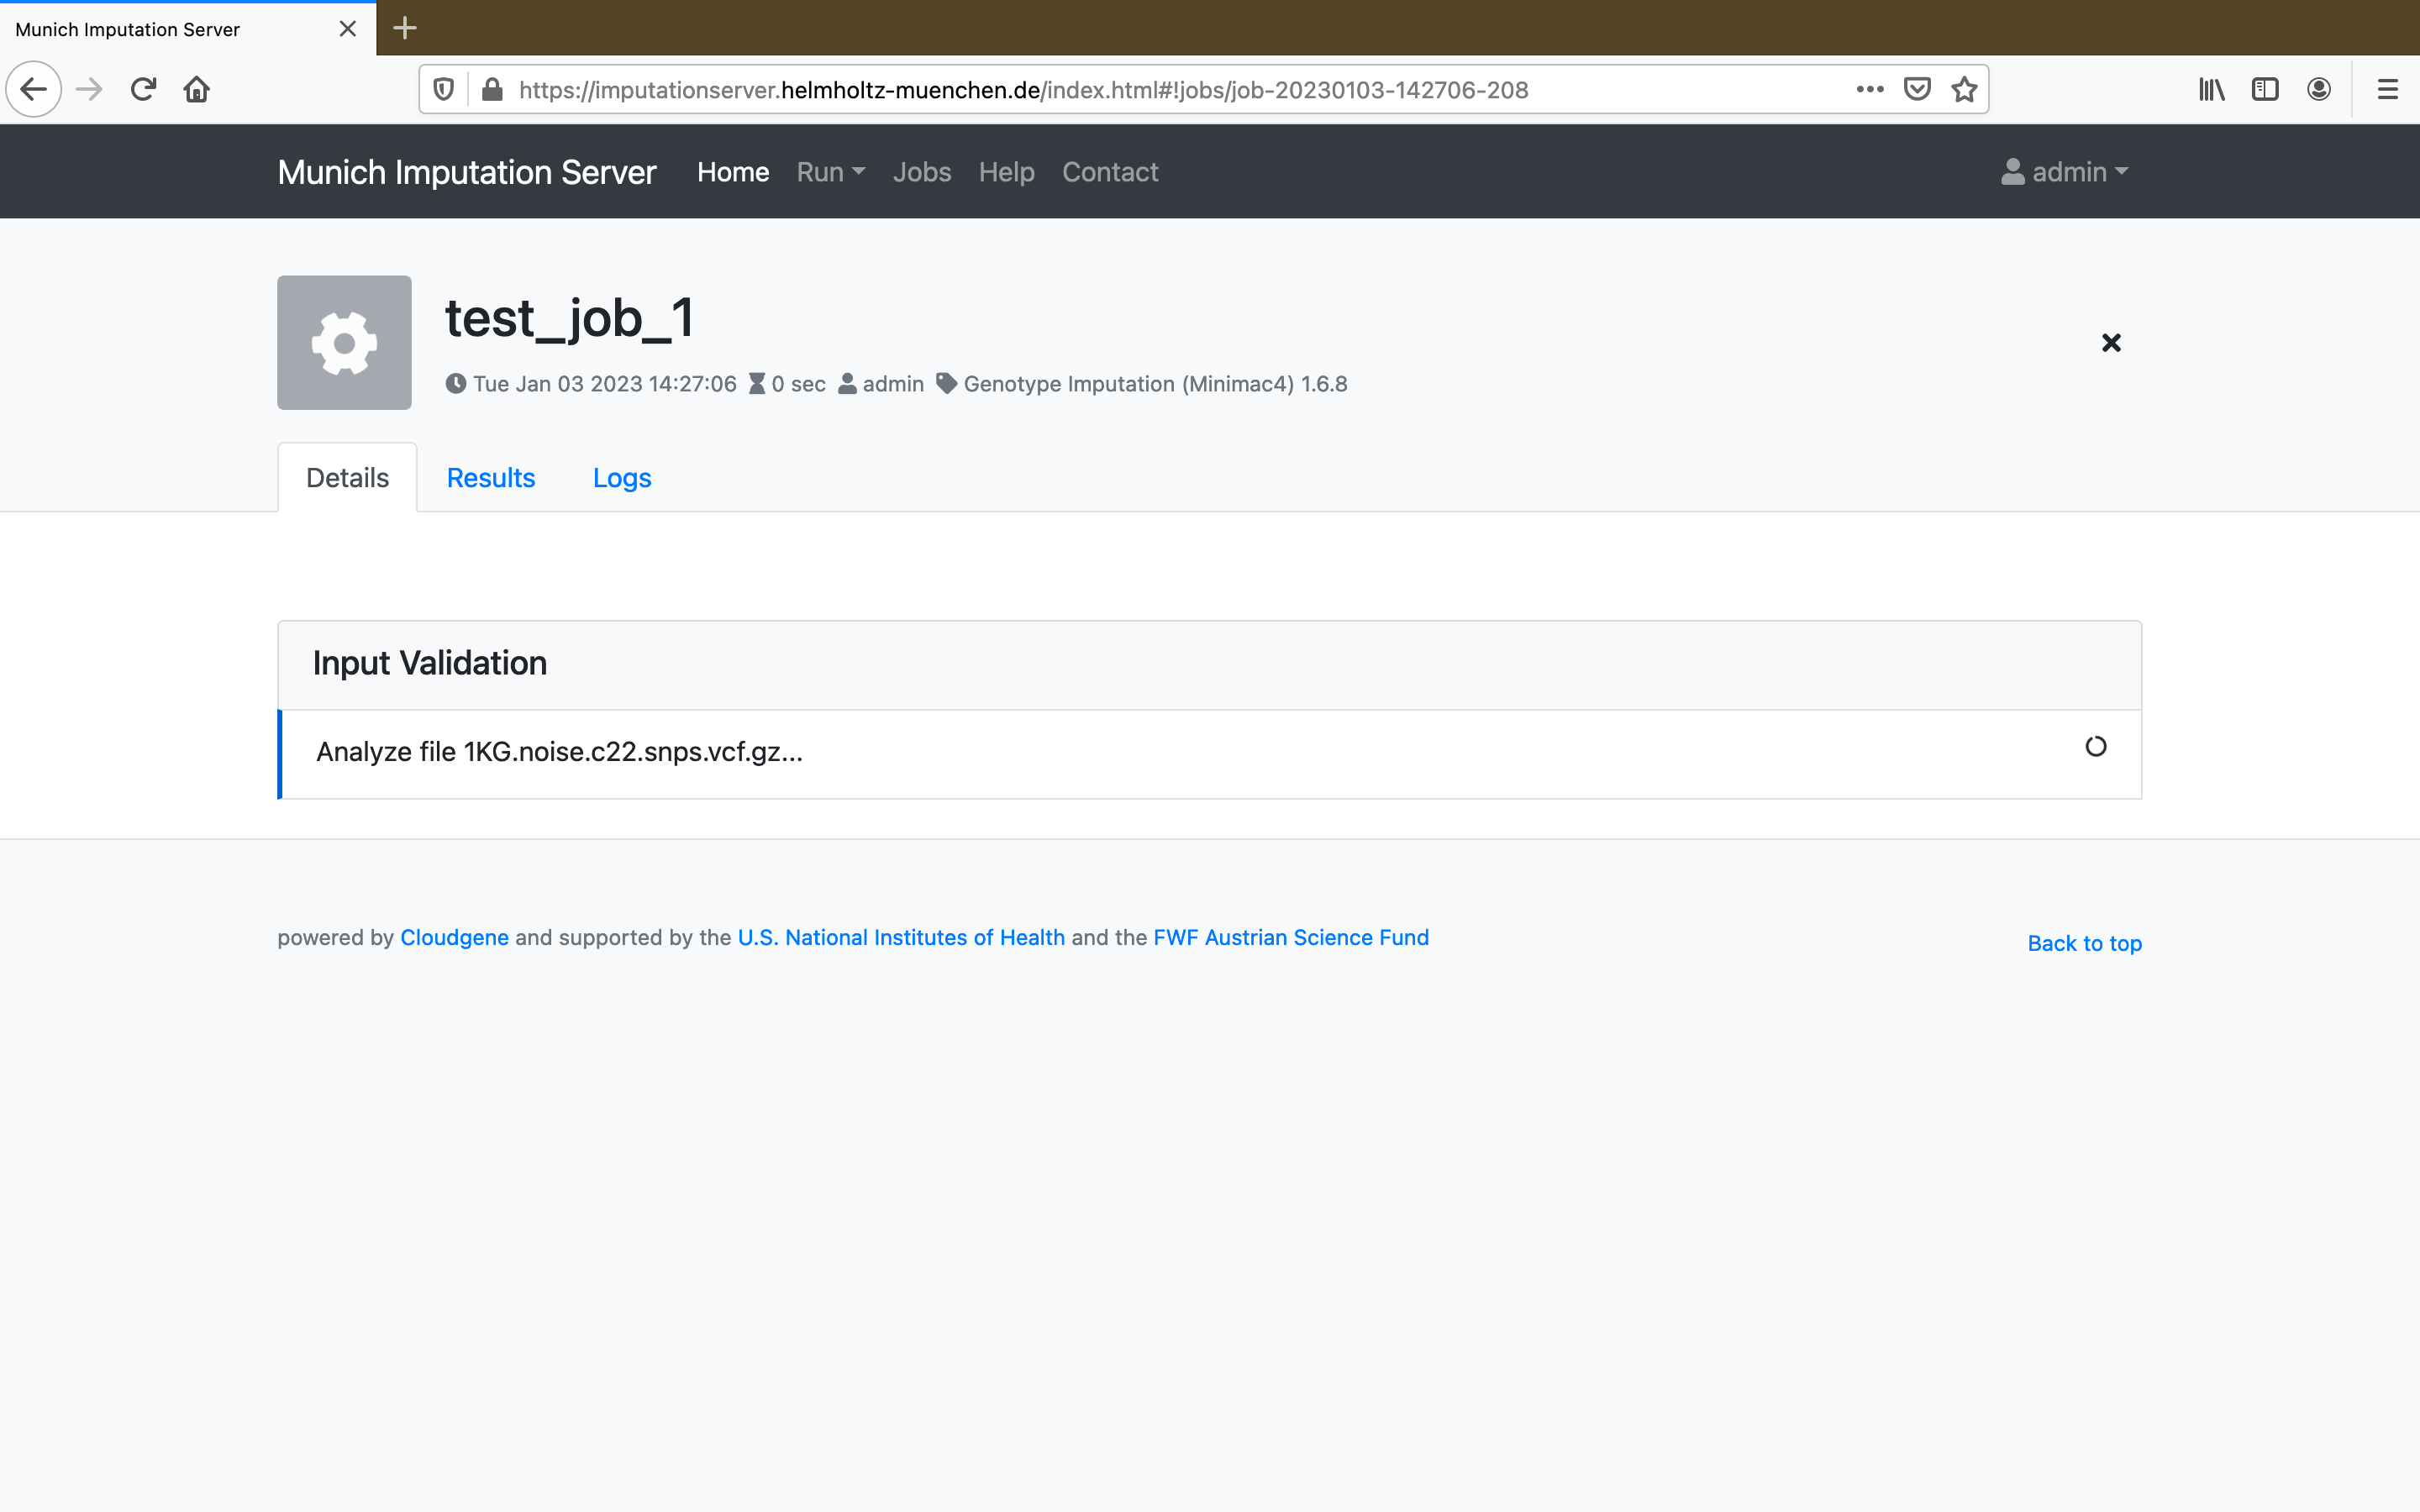 Munich Imputation Server
https://imputationserver.helmholtz-muenchen.de/index.html#!jobs/job-20230103-142706-208
Munich Imputation Server Home Run Jobs Help Contact admin
test_job_1
Tue Jan 03 2023 14:27:06 0 sec admin Genotype Imputation (Minimac4) 1.6.8
Details Results Logs
Input Validation
Analyze file 1KG.noise.c22.snps.vcf.gz...
powered by Cloudgene and supported by the U.S. National Institutes of Health and the FWF Austrian Science Fund
Back to top